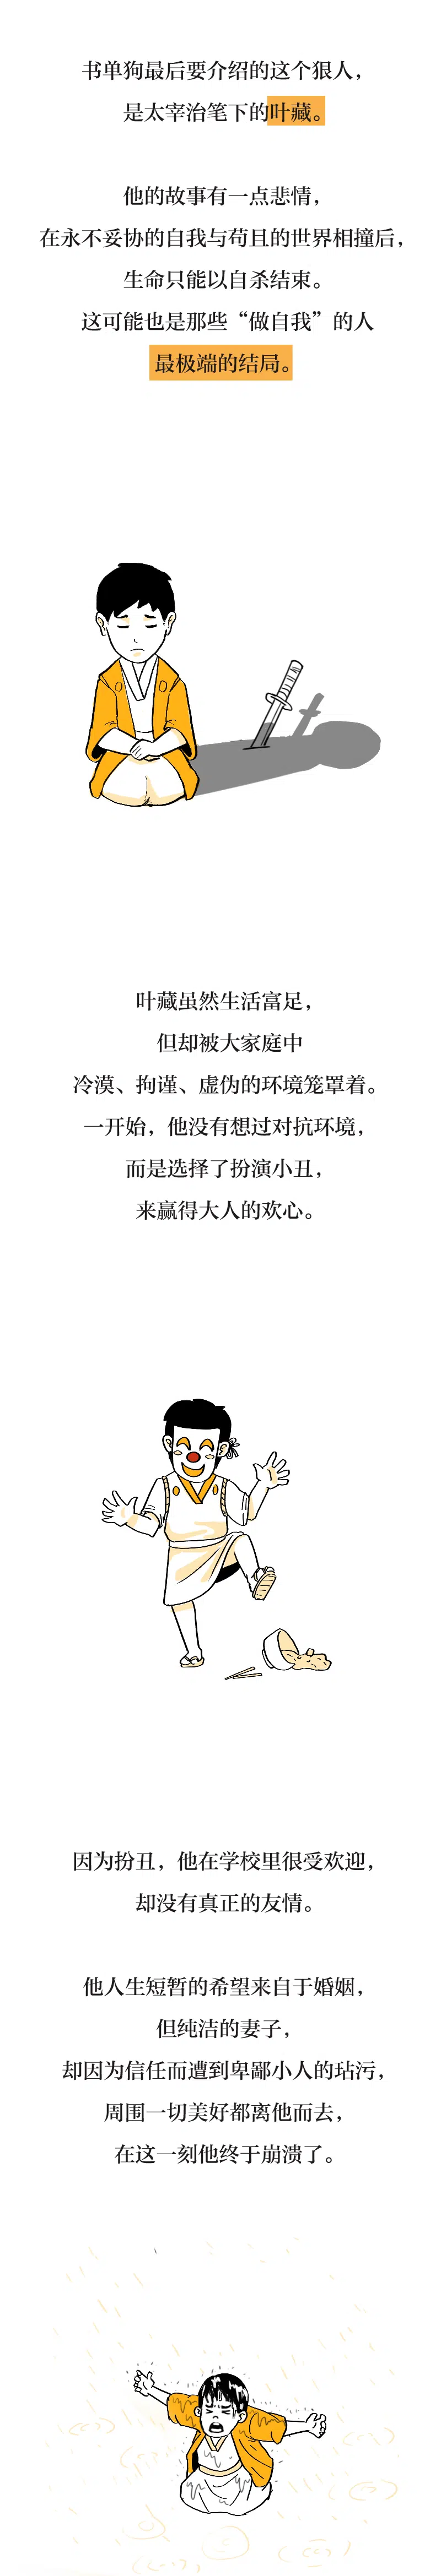 书单狗最后要介绍的这个狠人，
是太宰治笔下的叶藏。
他的故事有一点悲情，
在永不妥协的自我与苟且的世界相撞后，
生命只能以自杀结束。
这可能也是那些“做自我”的人
最极端的结局。
叶藏虽然生活富足，
但却被大家庭中
冷漠、拘谨、虚伪的环境笼罩着。
一开始，他没有想过对抗环境，
而是选择了扮演小丑，
来赢得大人的欢心。
因为扮丑，他在学校里很受欢迎，
却没有真正的友情。
他人生短暂的希望来自于婚姻，
但纯洁的妻子，
却因为信任而遭到卑鄙小人的玷污，
周围一切美好都离他而去，
在这一刻他终于崩溃了。